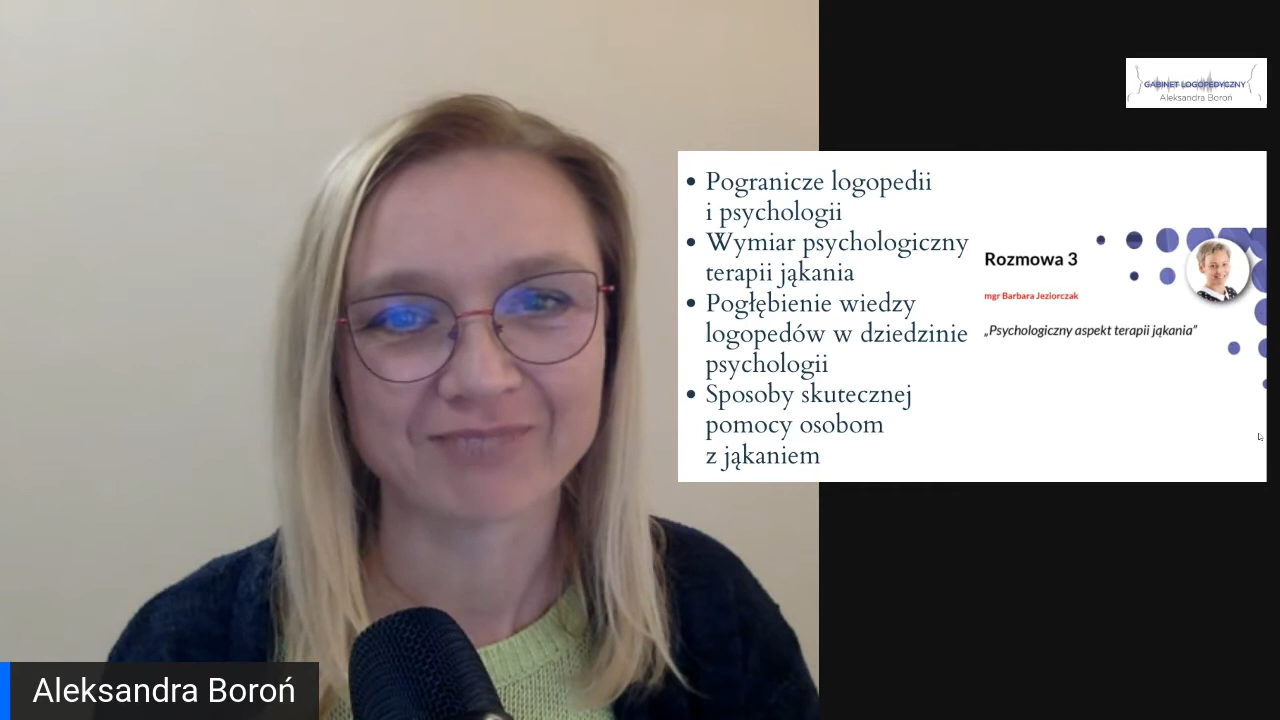 GABINET LOGOPEDYCZNY
Aleksandra Boroń
• Pogranicze logopedii
i psychologii
• Wymiar psychologiczny
terapii jąkania
• Pogłębienie wiedzy
logopedów w dziedzinie
psychologii
• Sposoby skutecznej
pomocy osobom
z jąkaniem
Rozmowa 3
mgr Barbara Jeziorczak
„Psychologiczny aspekt terapii jąkania”
Aleksandra Boroń